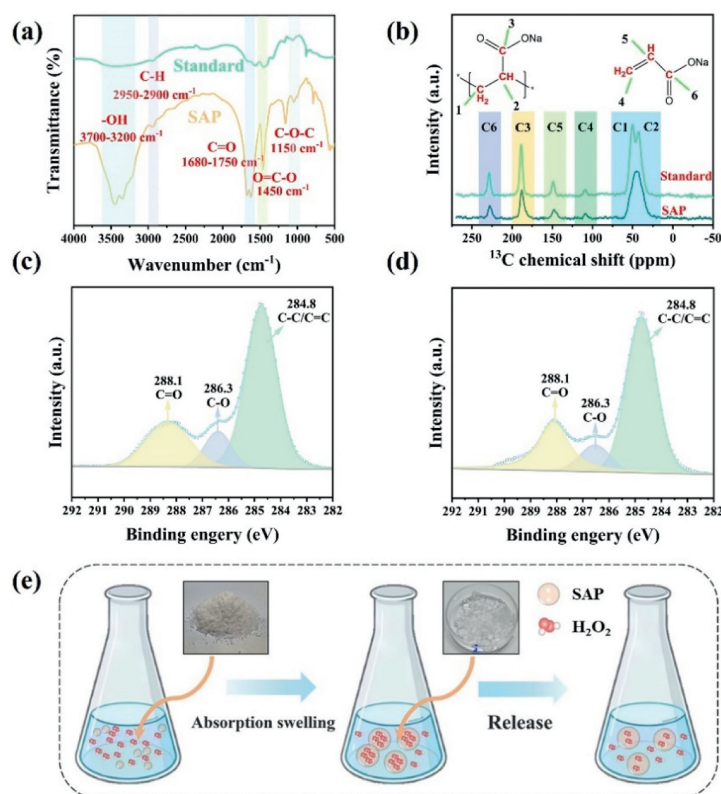 (a)
Transmittance (%)
C-H
2950-2900 cm⁻¹
Standard
-OH
3700-3200 cm⁻¹
SAP
C=O
1680-1750 cm⁻¹
C-O-C
1150 cm⁻¹
O=C-O
1450 cm⁻¹
4000 3500 3000 2500 2000 1500 1000 500
Wavenumber (cm⁻¹)
(b)
Intensity (a.u.)
3
O
C
ONa
* CH *
CH₂
1
2
5
H
C
ONa
H₂C
C
4
O
6
C6 C3 C5 C4 C1 C2
Standard
SAP
250 200 150 100 50 0 -50
¹³C chemical shift (ppm)
(c)
Intensity (a.u.)
284.8
C-C/C=C
288.1
C=O
286.3
C-O
292 291 290 289 288 287 286 285 284 283 282
Binding engery (eV)
(d)
Intensity (a.u.)
284.8
C-C/C=C
288.1
C=O
286.3
C-O
292 291 290 289 288 287 286 285 284 283 282
Binding engery (eV)
(e)
SAP
H₂O₂
Absorption swelling
Release